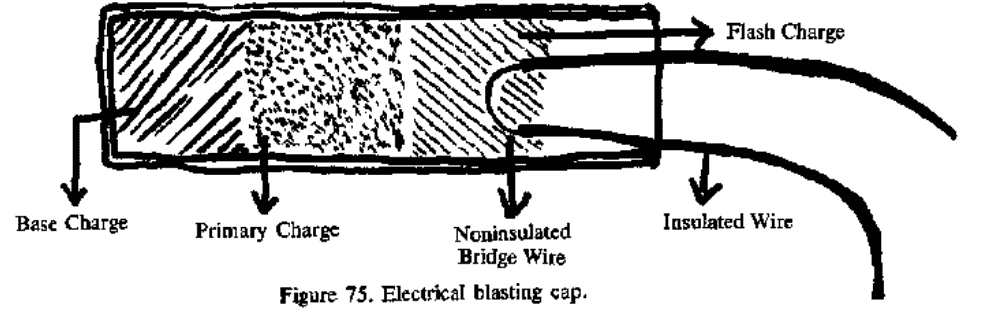 Flash Charge
Base Charge
Primary Charge
Noninsulated
Bridge Wire
Insulated Wire
Figure 75. Electrical blasting cap.